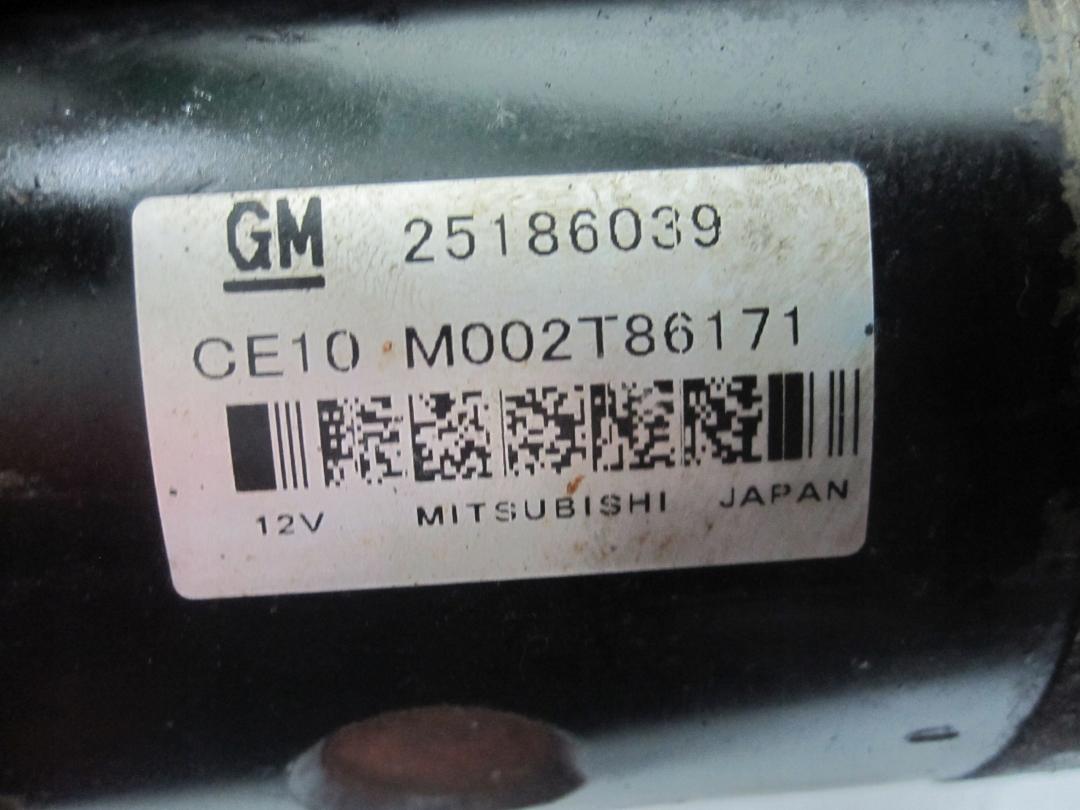 GM 25186039
CE10 M002T86171
12V MITSUBISHI JAPAN